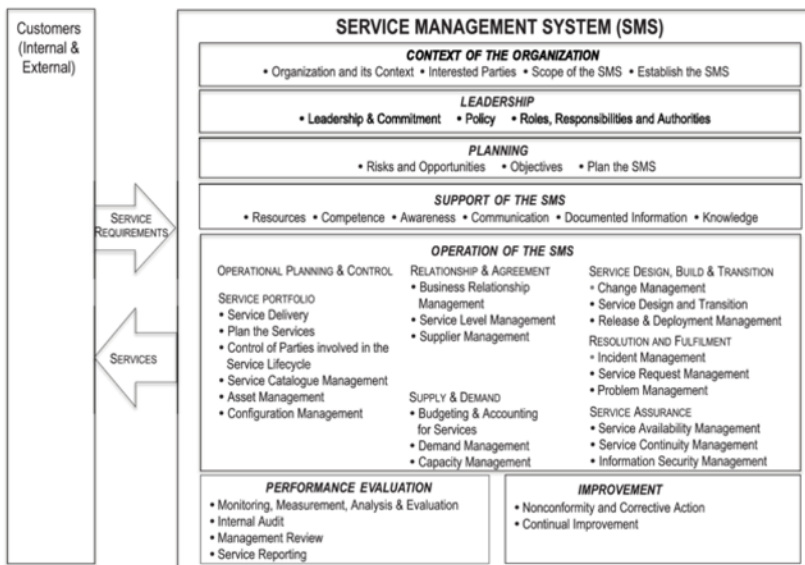 Customers
(Internal &
External)
SERVICE
REQUIREMENTS
SERVICES
SERVICE MANAGEMENT SYSTEM (SMS)
CONTEXT OF THE ORGANIZATION
• Organization and its Context • Interested Parties • Scope of the SMS • Establish the SMS
LEADERSHIP
• Leadership & Commitment • Policy • Roles, Responsibilities and Authorities
PLANNING
• Risks and Opportunities • Objectives • Plan the SMS
SUPPORT OF THE SMS
• Resources • Competence • Awareness • Communication • Documented Information • Knowledge
OPERATION OF THE SMS
OPERATIONAL PLANNING & CONTROL
SERVICE PORTFOLIO
• Service Delivery
• Plan the Services
• Control of Parties involved in the
Service Lifecycle
• Service Catalogue Management
• Asset Management
• Configuration Management
RELATIONSHIP & AGREEMENT
• Business Relationship
Management
• Service Level Management
• Supplier Management
SUPPLY & DEMAND
• Budgeting & Accounting
for Services
• Demand Management
• Capacity Management
SERVICE DESIGN, BUILD & TRANSITION
• Change Management
• Service Design and Transition
• Release & Deployment Management
RESOLUTION AND FULFILMENT
• Incident Management
• Service Request Management
• Problem Management
SERVICE ASSURANCE
• Service Availability Management
• Service Continuity Management
• Information Security Management
PERFORMANCE EVALUATION
• Monitoring, Measurement, Analysis & Evaluation
• Internal Audit
• Management Review
• Service Reporting
IMPROVEMENT
• Nonconformity and Corrective Action
• Continual Improvement